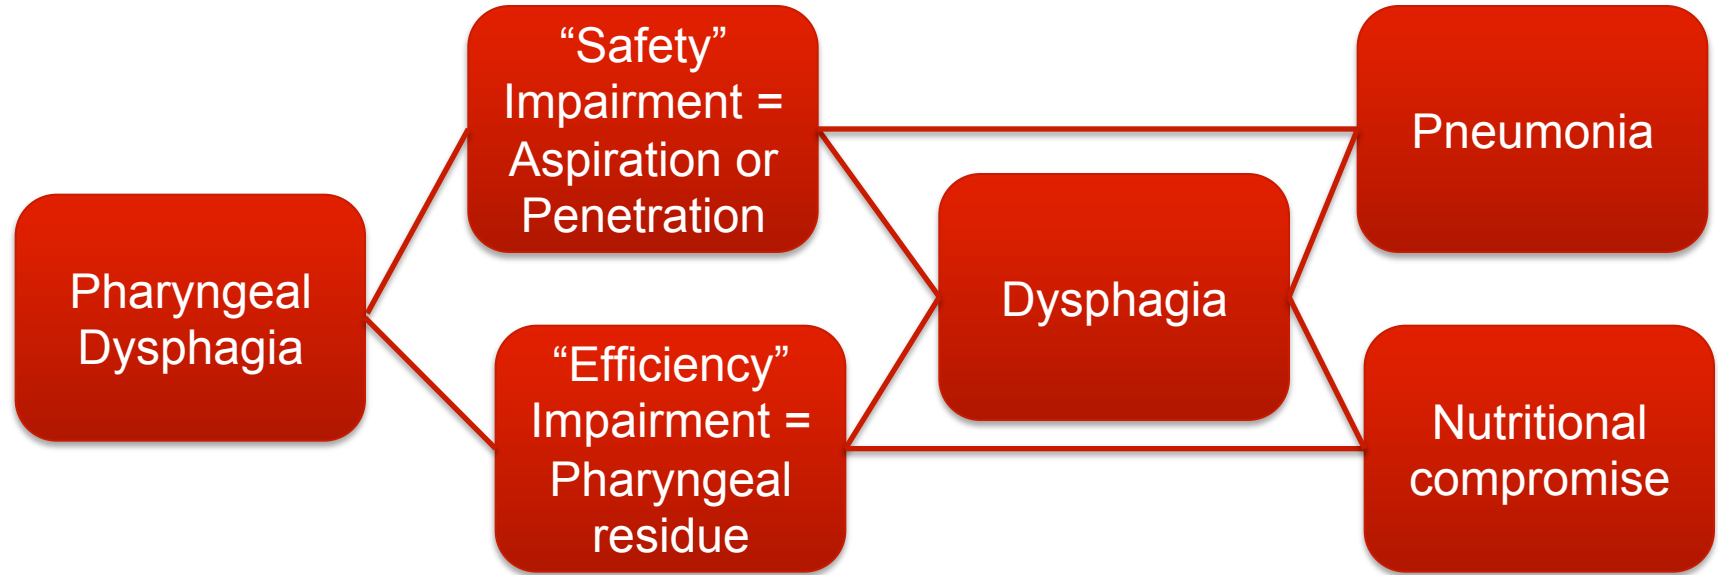 Pharyngeal
Dysphagia
“Safety”
Impairment =
Aspiration or
Penetration
“Efficiency”
Impairment =
Pharyngeal
residue
Dysphagia
Pneumonia
Nutritional
compromise